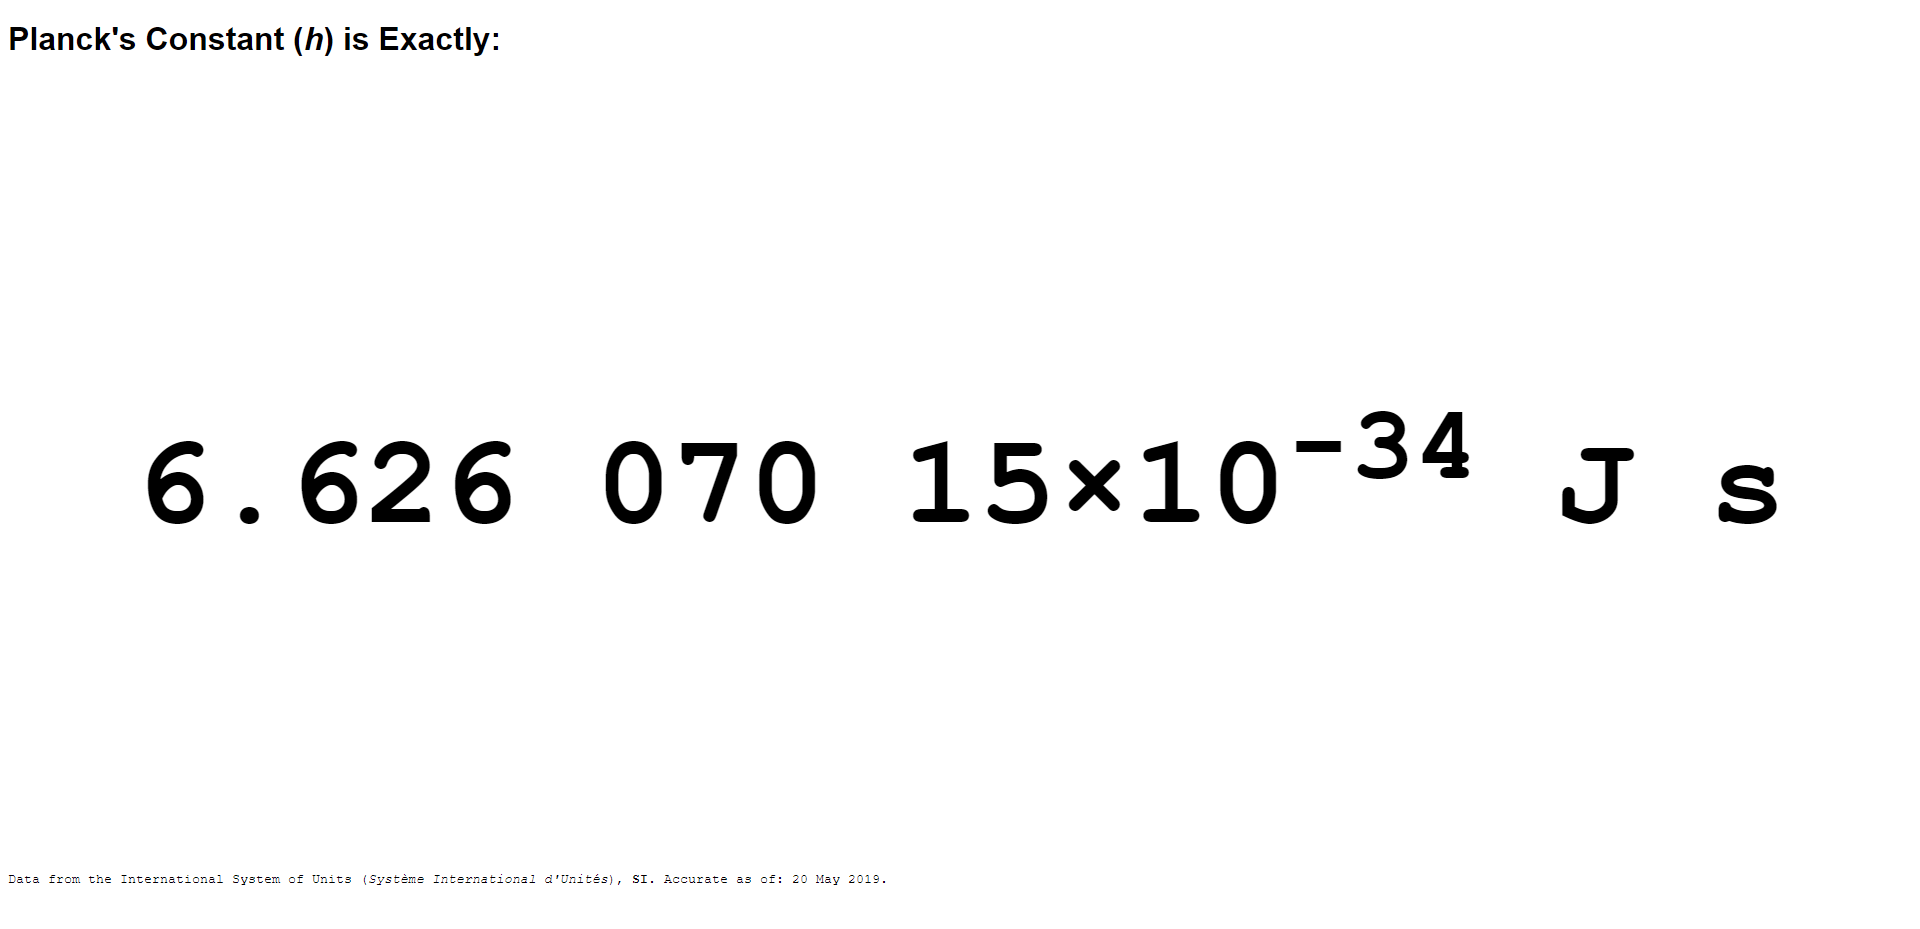 Planck's Constant (h) is Exactly:
6.626 070 15×10⁻³⁴ J s
Data from the International System of Units (Système International d'Unités), SI. Accurate as of: 20 May 2019.